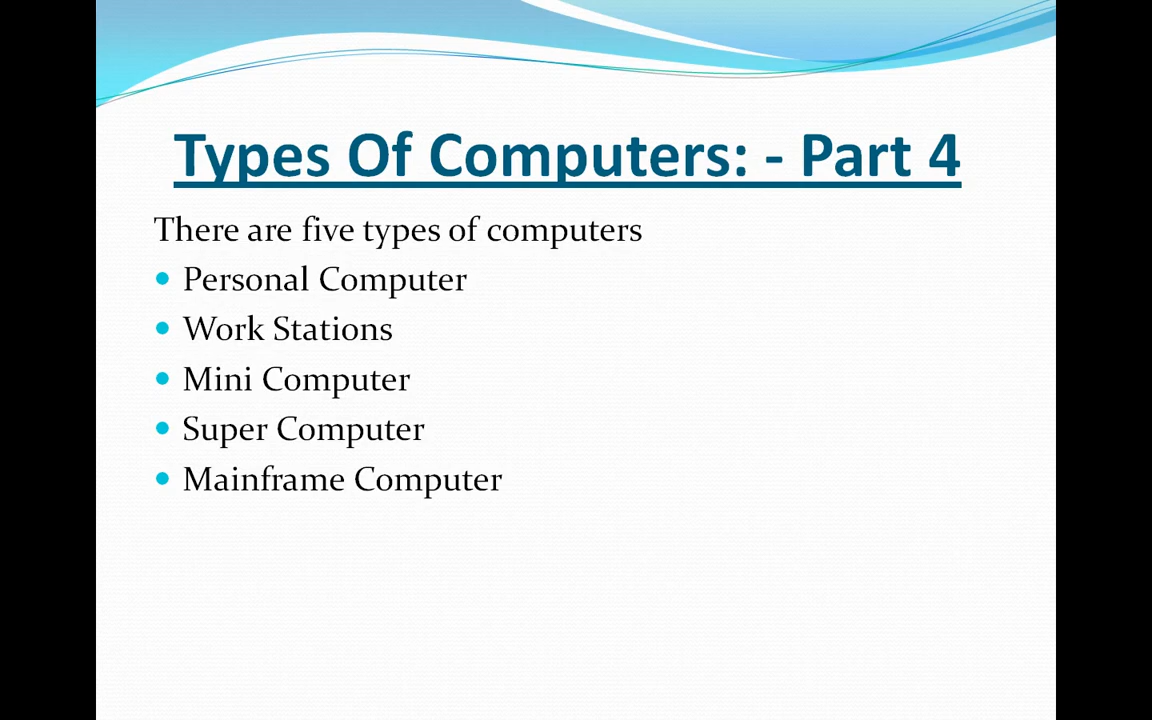 Types Of Computers: - Part 4
There are five types of computers
• Personal Computer
• Work Stations
• Mini Computer
• Super Computer
• Mainframe Computer